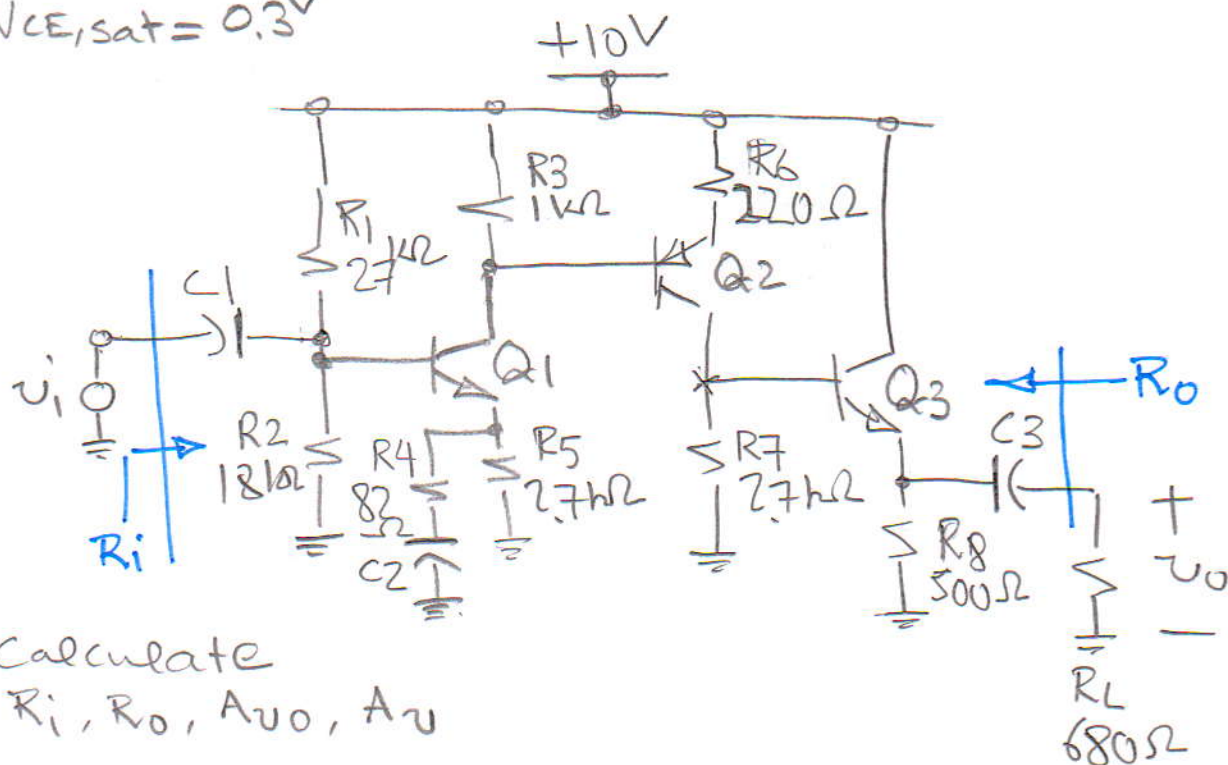 VCE,sat = 0.3V
+10V
R3
1kΩ
R6
220Ω
R1
27kΩ
C1
Q2
Q1
Q3
Ro
vi
C3
R2
18kΩ
R4
82
Ω
R5
2.7kΩ
R7
2.7kΩ
+
Ri
C2
R8
500Ω
vo
−
Calculate
Ri, Ro, Avo, Av
RL
680Ω